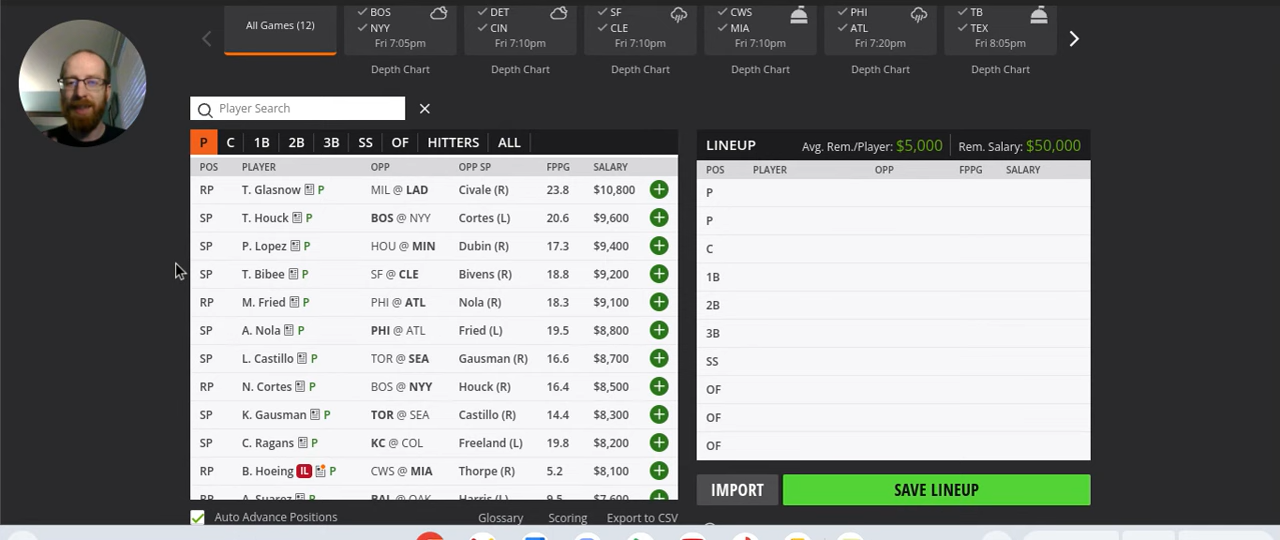 All Games (12)
BOS
NYY
Fri 7:05pm
Depth Chart
DET
CIN
Fri 7:10pm
Depth Chart
SF
CLE
Fri 7:10pm
Depth Chart
CWS
MIA
Fri 7:10pm
Depth Chart
PHI
ATL
Fri 7:20pm
Depth Chart
TB
TEX
Fri 8:05pm
Depth Chart
Player Search
P C 1B 2B 3B SS OF HITTERS ALL
POS PLAYER OPP OPP SP FPPG SALARY
RP T. Glasnow P MIL @ LAD Civale (R) 23.8 $10,800
SP T. Houck P BOS @ NYY Cortes (L) 20.6 $9,600
SP P. Lopez P HOU @ MIN Dubin (R) 17.3 $9,400
SP T. Bibee P SF @ CLE Bivens (R) 18.8 $9,200
RP M. Fried P PHI @ ATL Nola (R) 18.3 $9,100
SP A. Nola P PHI @ ATL Fried (L) 19.5 $8,800
SP L. Castillo P TOR @ SEA Gausman (R) 16.6 $8,700
RP N. Cortes P BOS @ NYY Houck (R) 16.4 $8,500
SP K. Gausman P TOR @ SEA Castillo (R) 14.4 $8,300
SP C. Ragans P KC @ COL Freeland (L) 19.8 $8,200
RP B. Hoeing IL P CWS @ MIA Thorpe (R) 5.2 $8,100
RP A. Suarez P BAL @ OAK Harris (L) 9.5 $7,600
Auto Advance Positions Glossary Scoring Export to CSV
LINEUP Avg. Rem./Player: $5,000 Rem. Salary: $50,000
POS PLAYER OPP FPPG SALARY
P
P
C
1B
2B
3B
SS
OF
OF
OF
IMPORT SAVE LINEUP